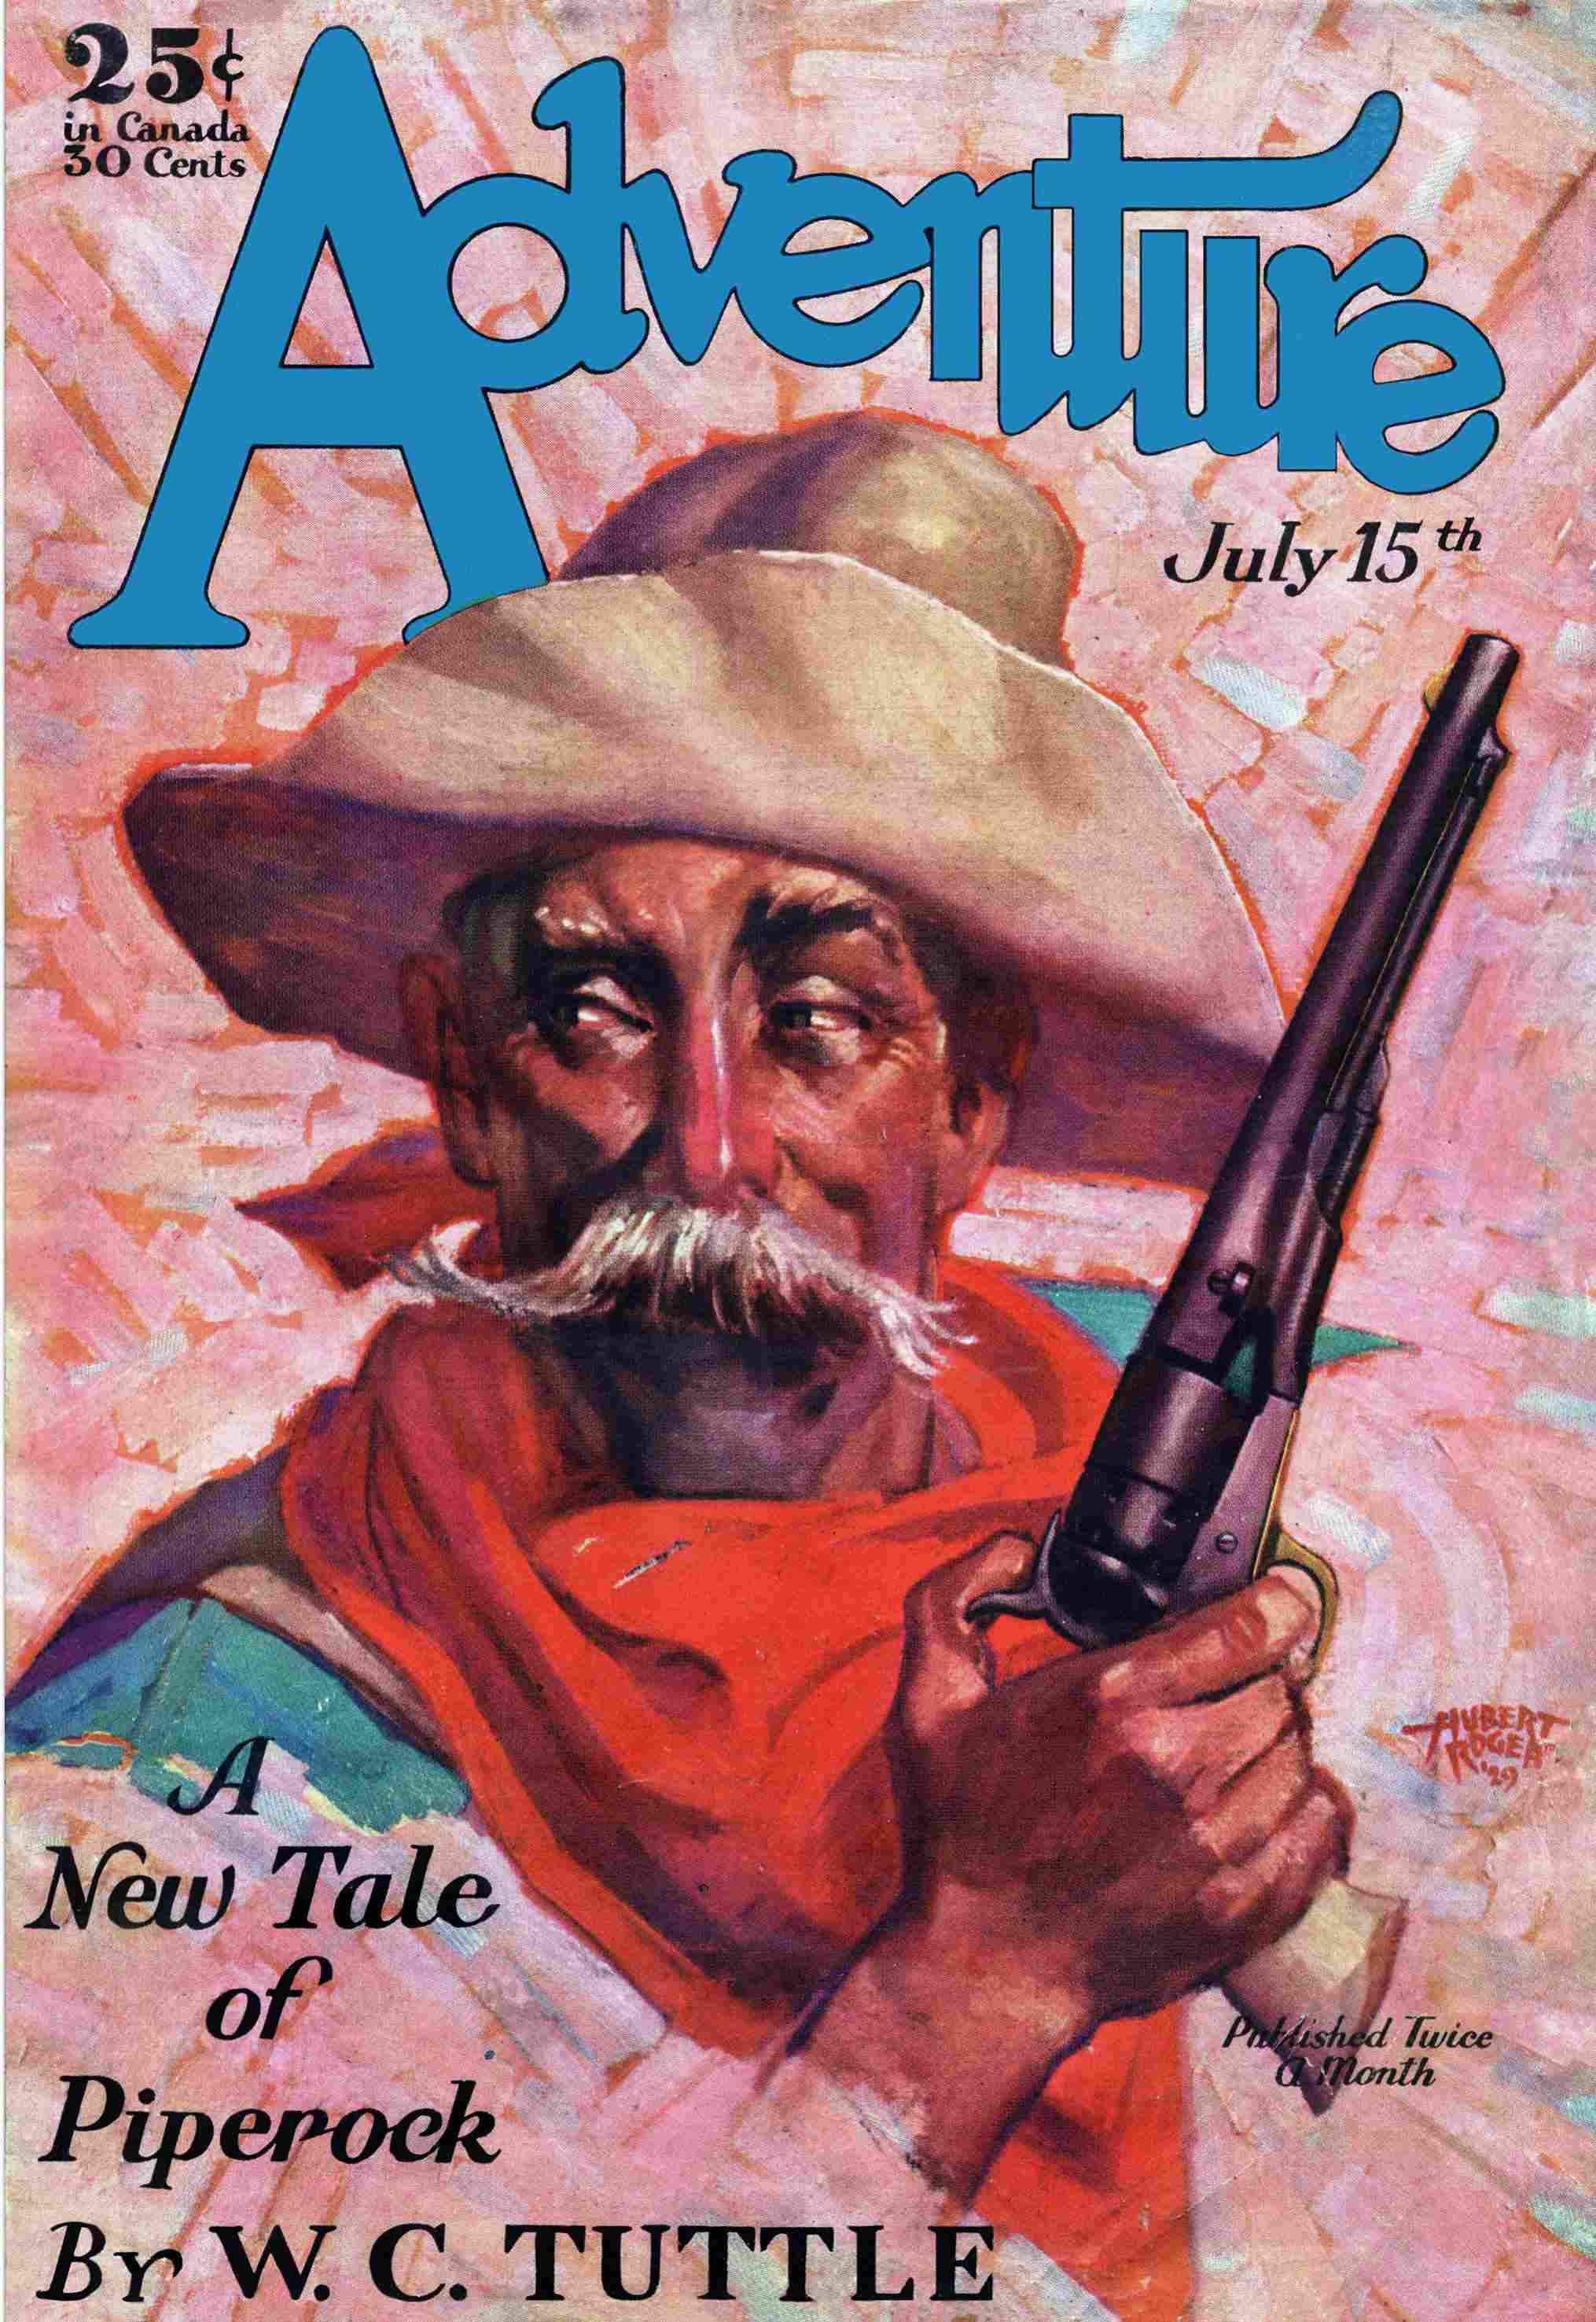 25¢
in Canada
30 Cents
Adventure
July 15th
HUBERT
ROGERS
'29
A
New Tale
of
Piperock
By W. C. TUTTLE
Published Twice
A Month